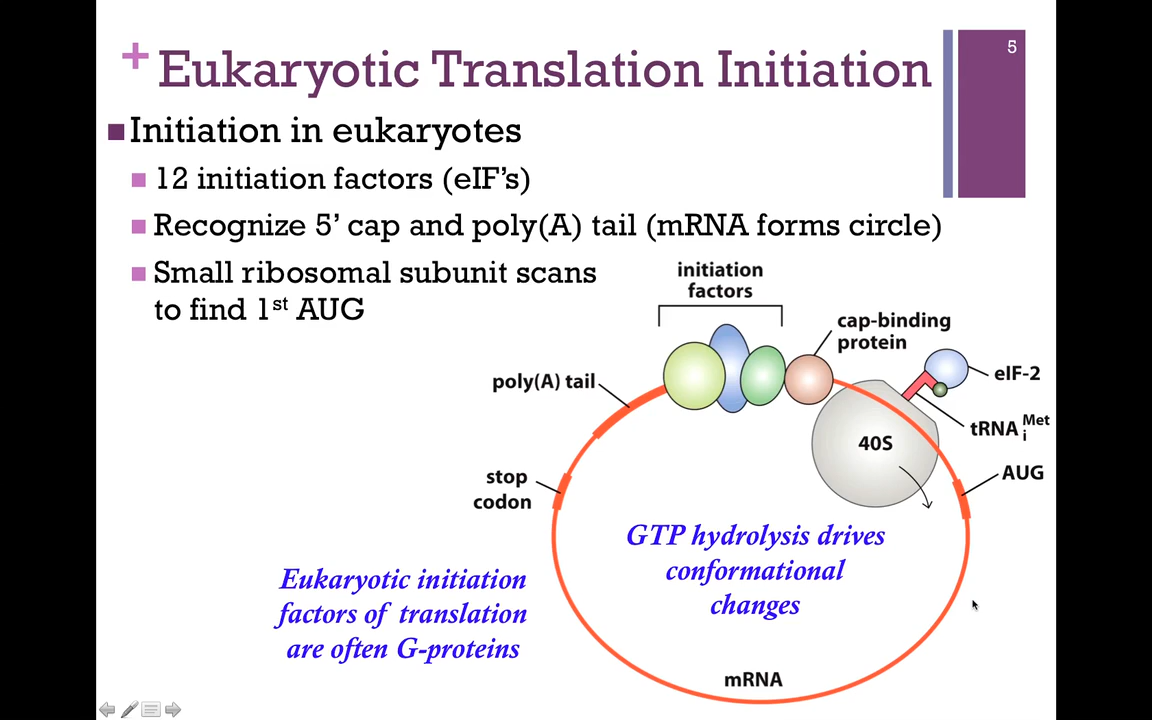 5
+ Eukaryotic Translation Initiation
Initiation in eukaryotes
12 initiation factors (eIF’s)
Recognize 5’ cap and poly(A) tail (mRNA forms circle)
Small ribosomal subunit scans
to find 1st AUG
initiation
factors
cap-binding
protein
eIF-2
poly(A) tail
tRNA i Met
40S
AUG
stop
codon
GTP hydrolysis drives
conformational
changes
Eukaryotic initiation
factors of translation
are often G-proteins
mRNA